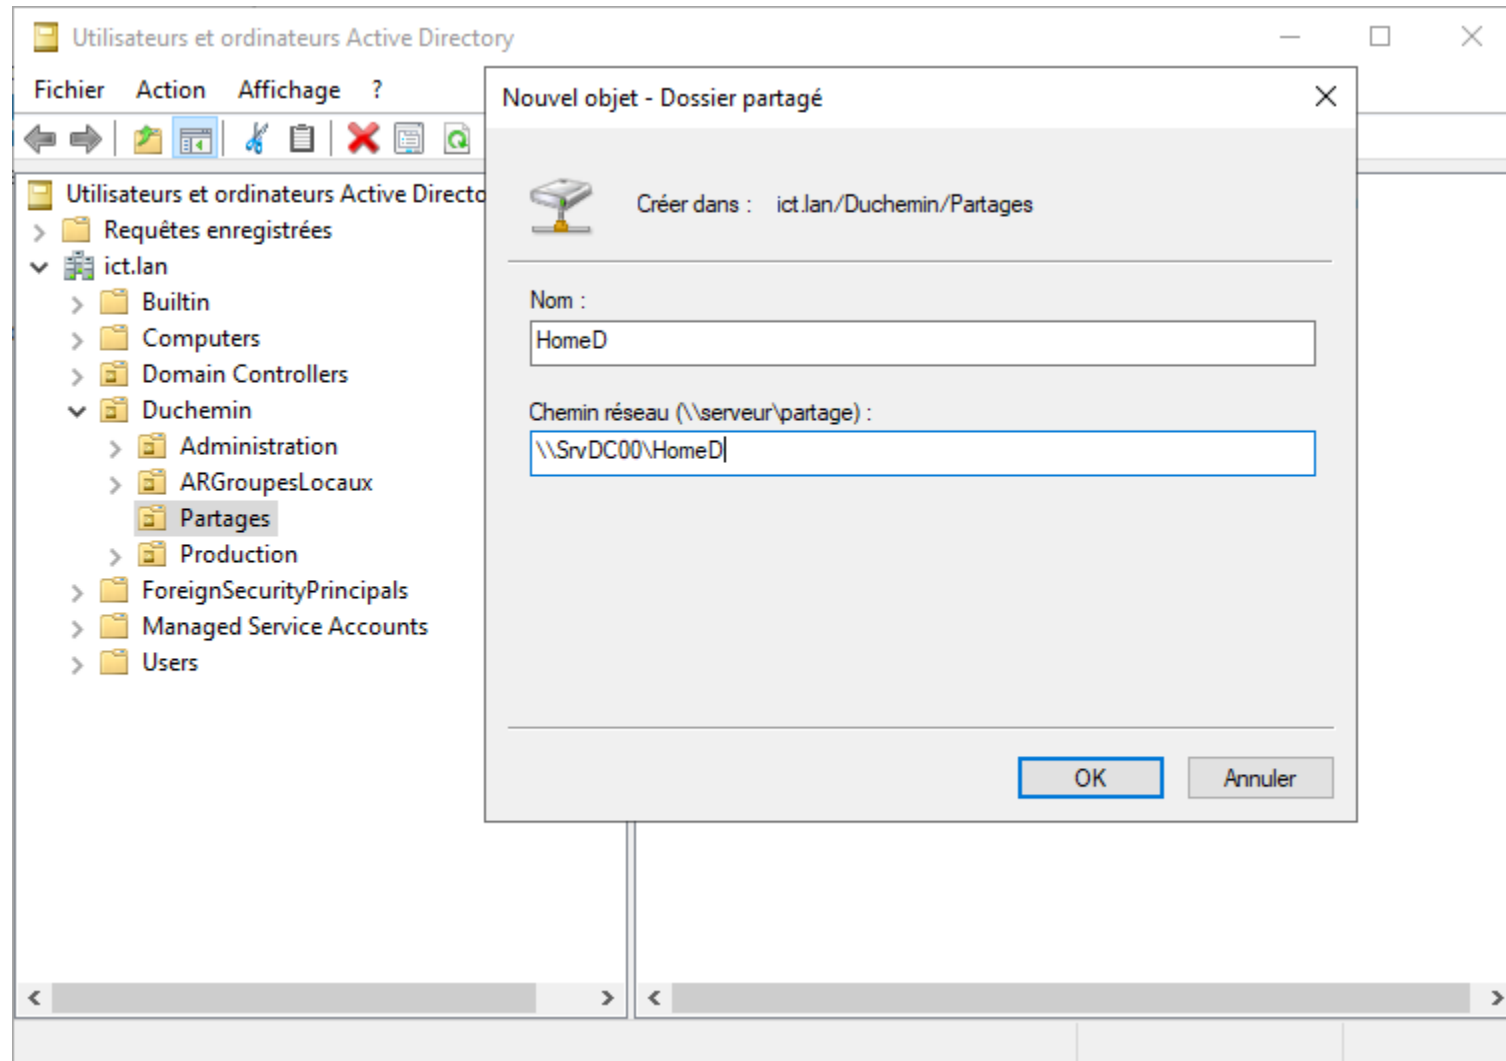 Utilisateurs et ordinateurs Active Directory
Fichier Action Affichage ?
Nouvel objet - Dossier partagé
Utilisateurs et ordinateurs Active Directo
Requêtes enregistrées
ict.lan
Builtin
Computers
Domain Controllers
Duchemin
Administration
ARGroupesLocaux
Partages
Production
ForeignSecurityPrincipals
Managed Service Accounts
Users
Créer dans : ict.lan/Duchemin/Partages
Nom :
HomeD
Chemin réseau (\\serveur\partage) :
\\SrvDC00\HomeD
OK Annuler